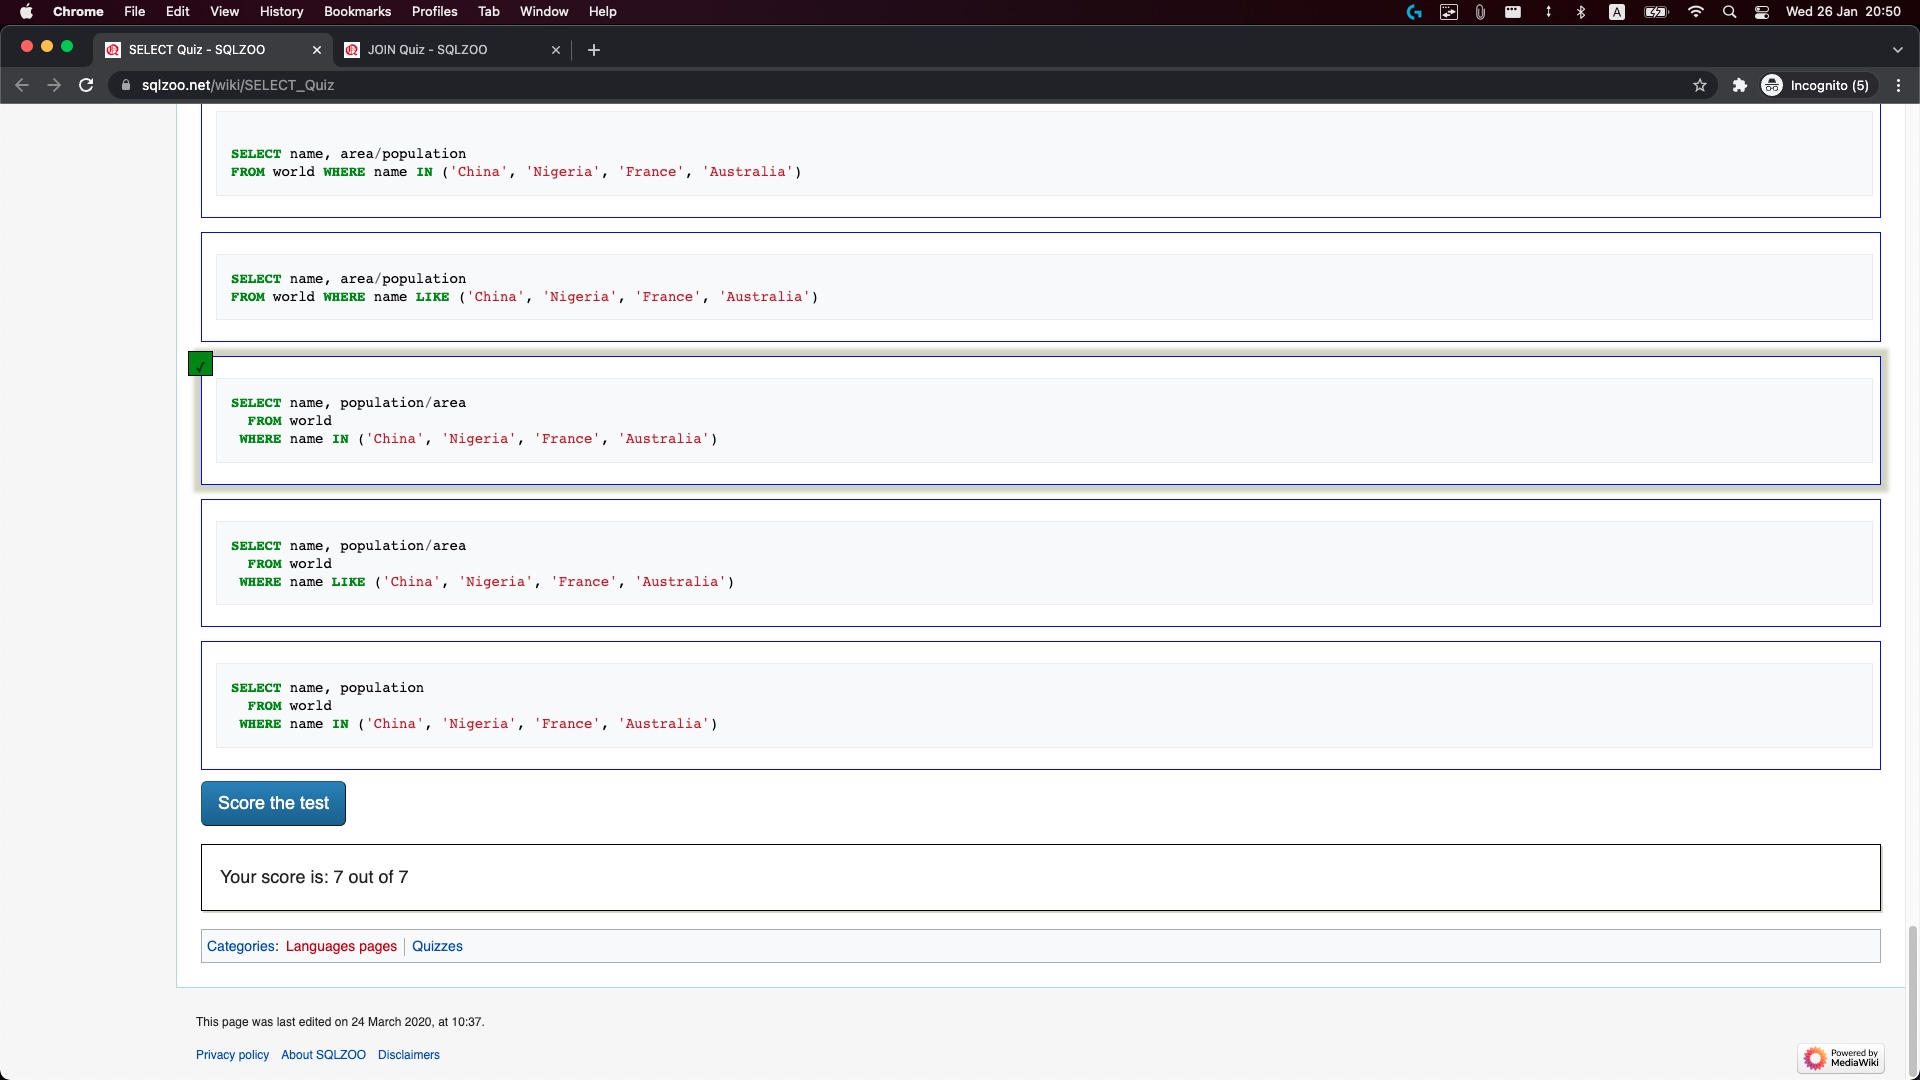 Chrome File Edit View History Bookmarks Profiles Tab Window Help A Wed 26 Jan 20:50
SELECT Quiz - SQLZOO JOIN Quiz - SQLZOO
sqlzoo.net/wiki/SELECT_Quiz Incognito (5)
SELECT name, area/population
FROM world WHERE name IN ('China', 'Nigeria', 'France', 'Australia')
SELECT name, area/population
FROM world WHERE name LIKE ('China', 'Nigeria', 'France', 'Australia')
SELECT name, population/area
FROM world
WHERE name IN ('China', 'Nigeria', 'France', 'Australia')
SELECT name, population/area
FROM world
WHERE name LIKE ('China', 'Nigeria', 'France', 'Australia')
SELECT name, population
FROM world
WHERE name IN ('China', 'Nigeria', 'France', 'Australia')
Score the test
Your score is: 7 out of 7
Categories: Languages pages Quizzes
This page was last edited on 24 March 2020, at 10:37.
Privacy policy About SQLZOO Disclaimers
Powered by
MediaWiki